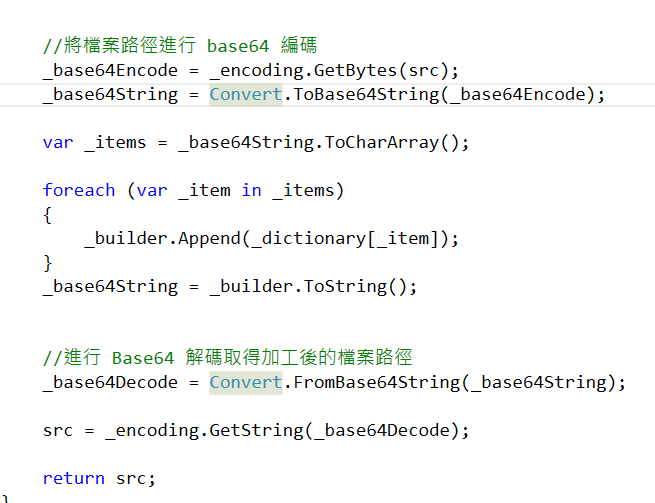 //將檔案路徑進行 base64 編碼
_base64Encode = _encoding.GetBytes(src);
_base64String = Convert.ToBase64String(_base64Encode);
var _items = _base64String.ToCharArray();
foreach (var _item in _items)
{
_builder.Append(_dictionary[_item]);
}
_base64String = _builder.ToString();
//進行 Base64 解碼取得加工後的檔案路徑
_base64Decode = Convert.FromBase64String(_base64String);
src = _encoding.GetString(_base64Decode);
return src;
}